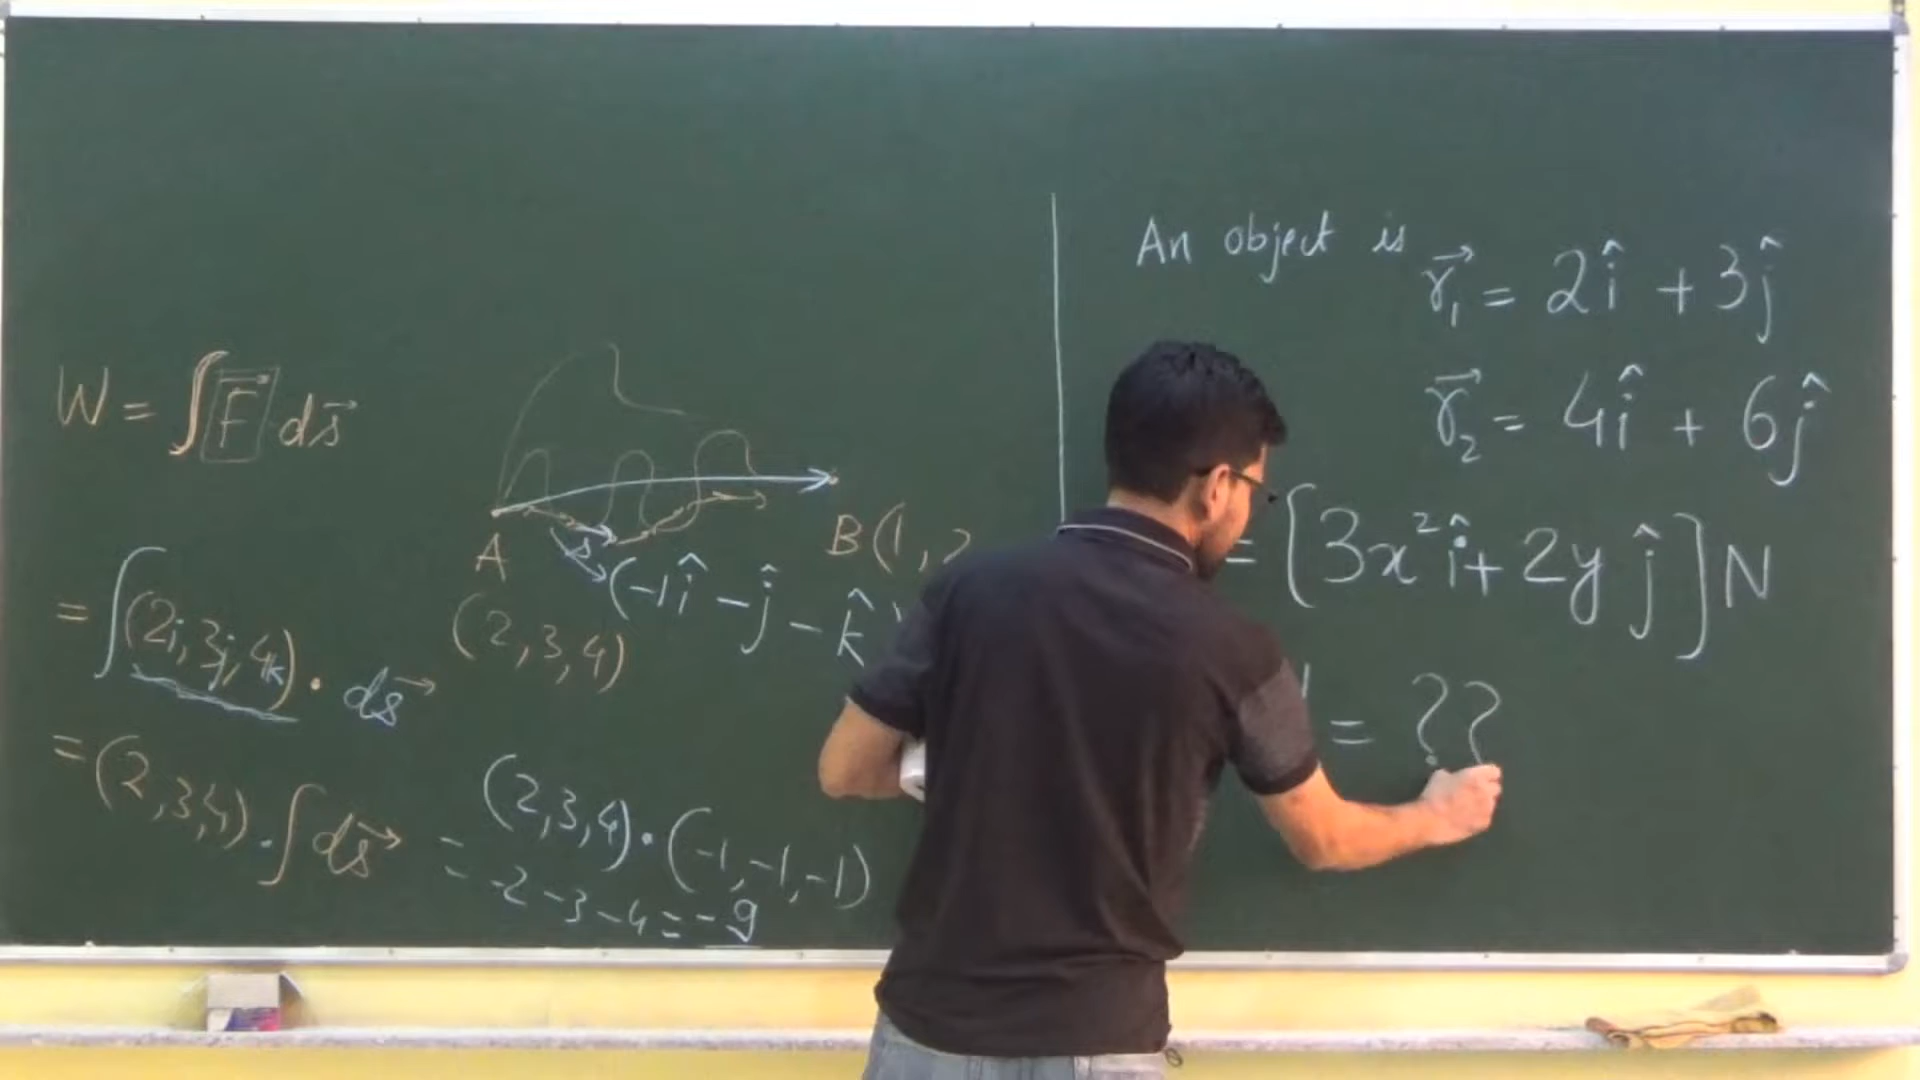 W = ∫ F⃗ ds⃗
A
B (1, 2
(-1î - ĵ - k̂)
(2, 3, 4)
= ∫ (2i, 3j, 4k) · ds⃗
= (2, 3, 4) · ∫ ds⃗
= (2, 3, 4) · (-1, -1, -1)
-2 - 3 - 4 = -9
An object is
r⃗₁ = 2î + 3ĵ
r⃗₂ = 4î + 6ĵ
= [3x²î + 2y ĵ] N
= ??